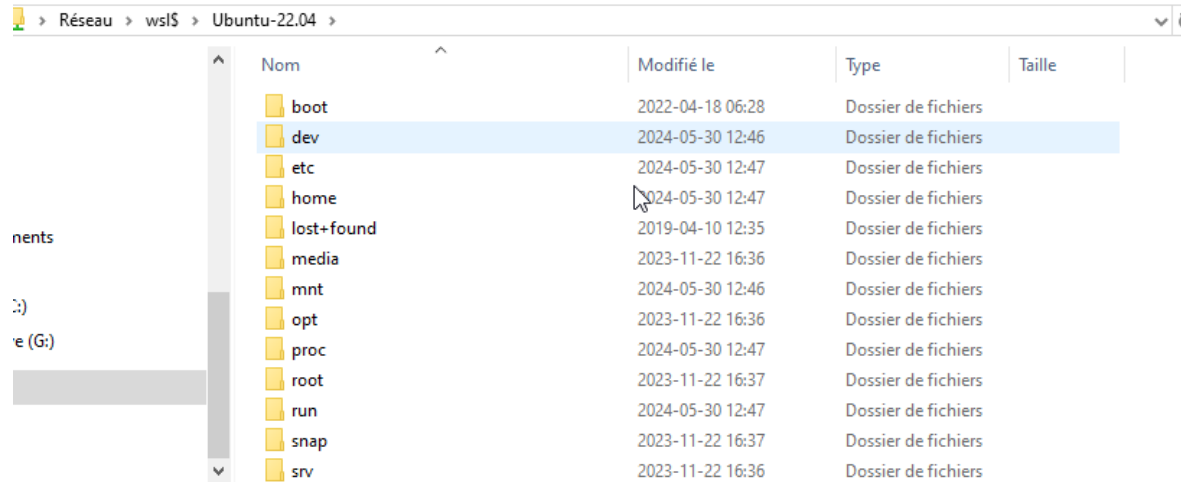 Réseau > wsl$ > Ubuntu-22.04 >
Nom Modifié le Type Taille
boot 2022-04-18 06:28 Dossier de fichiers
dev 2024-05-30 12:46 Dossier de fichiers
etc 2024-05-30 12:47 Dossier de fichiers
home 2024-05-30 12:47 Dossier de fichiers
lost+found 2019-04-10 12:35 Dossier de fichiers
ments
media 2023-11-22 16:36 Dossier de fichiers
mnt 2024-05-30 12:46 Dossier de fichiers
:)
opt 2023-11-22 16:36 Dossier de fichiers
e (G:)
proc 2024-05-30 12:47 Dossier de fichiers
root 2023-11-22 16:37 Dossier de fichiers
run 2024-05-30 12:47 Dossier de fichiers
snap 2023-11-22 16:37 Dossier de fichiers
srv 2023-11-22 16:36 Dossier de fichiers